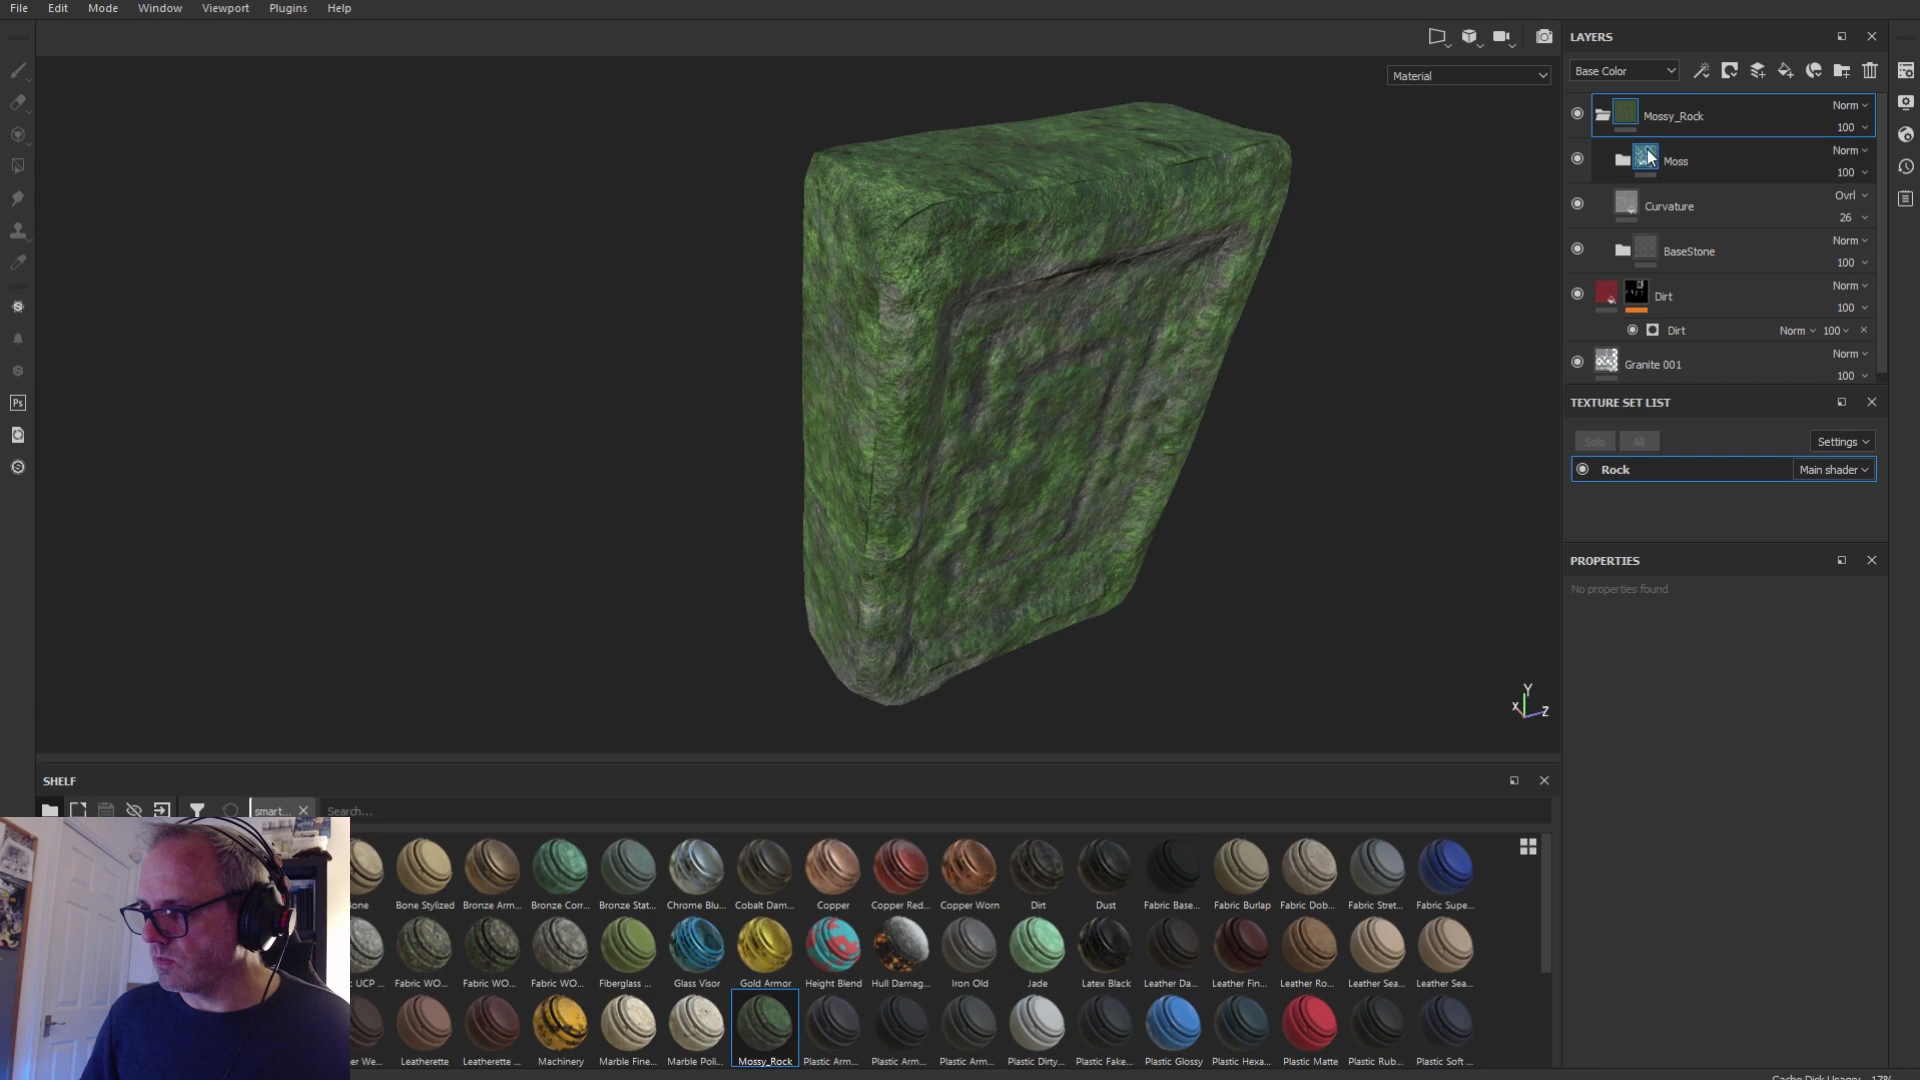 File Edit Mode Window Viewport Plugins Help
LAYERS
Material
Base Color
Mossy_Rock Norm
100
Moss Norm
100
Curvature Ovrl
26
BaseStone Norm
100
Dirt Norm
100
Dirt Norm 100
Granite 001 Norm
100
TEXTURE SET LIST
Solo All Settings
Rock Main shader
PROPERTIES
No properties found
Y
X Z
Ps
SHELF
smart... Search...
Bone Stylized Bronze Arm... Bronze Corr... Bronze Stat... Chrome Blu... Cobalt Dam... Copper Copper Red... Copper Worn Dirt Dust Fabric Base... Fabric Burlap Fabric Dob... Fabric Stret... Fabric Supe...
UCP ... Fabric WO... Fabric WO... Fabric WO... Fiberglass ... Glass Visor Gold Armor Height Blend Hull Damag... Iron Old Jade Latex Black Leather Da... Leather Fin... Leather Ro... Leather Sea... Leather Sea...
Leatherette Leatherette ... Machinery Marble Fine... Marble Poli... Mossy_Rock Plastic Arm... Plastic Arm... Plastic Arm... Plastic Dirty... Plastic Fake... Plastic Glossy Plastic Hexa... Plastic Matte Plastic Rub... Plastic Soft ...